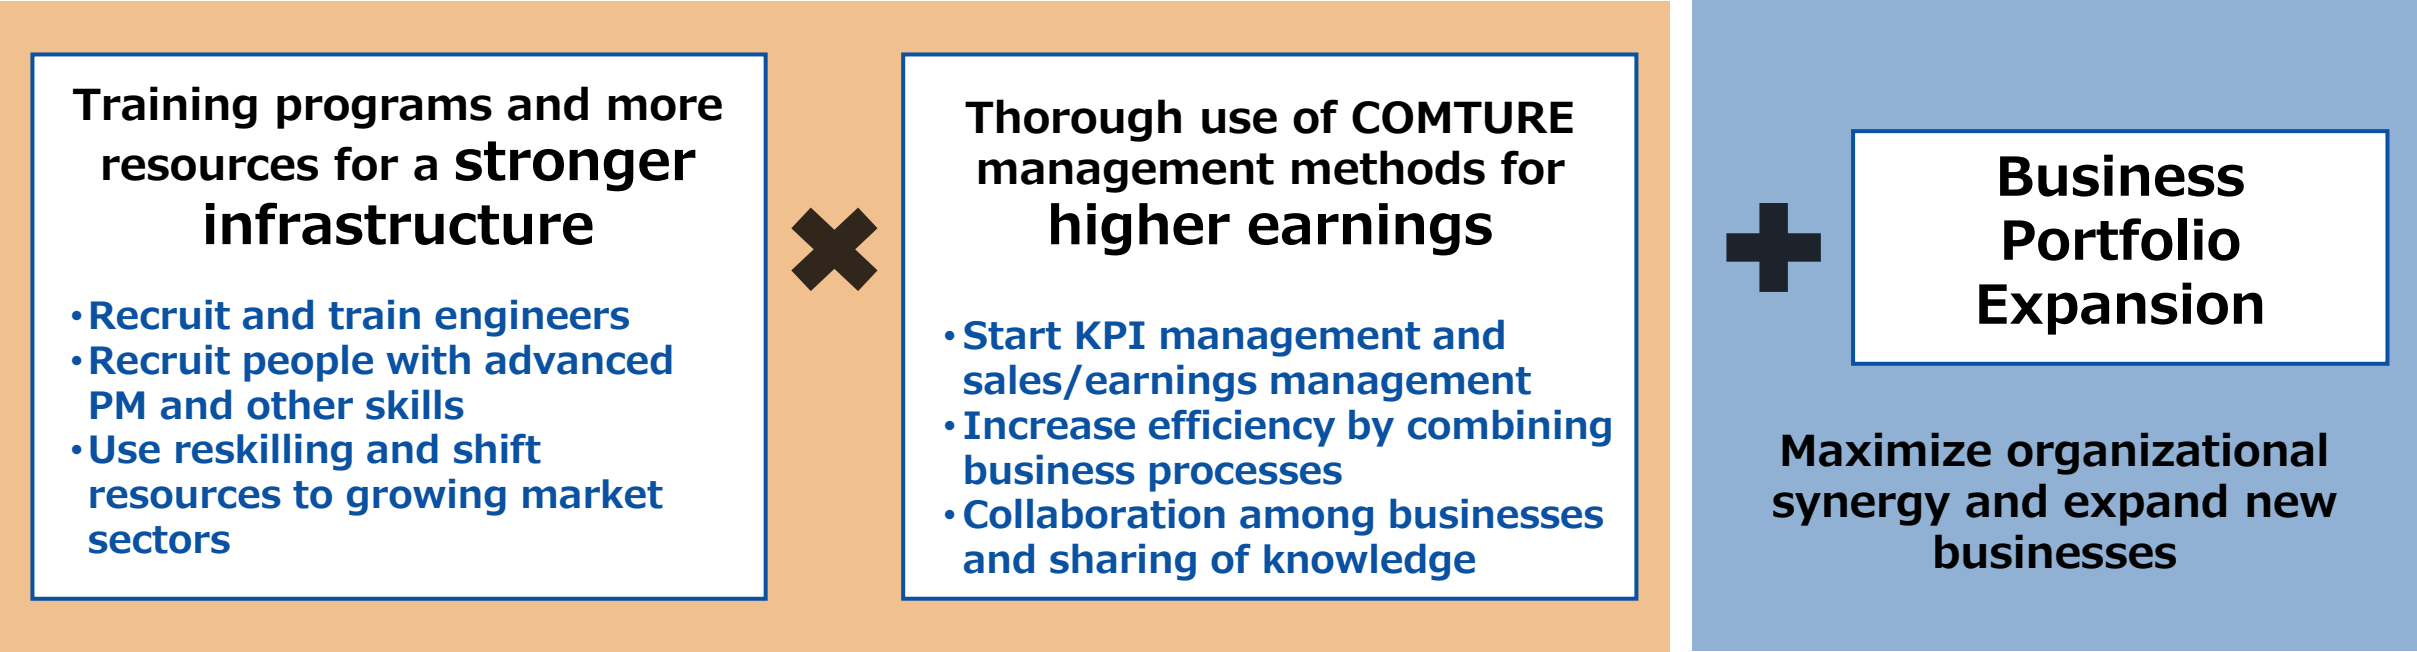 Training programs and more
resources for a stronger
infrastructure
・Recruit and train engineers
・Recruit people with advanced
PM and other skills
・Use reskilling and shift
resources to growing market
sectors
Thorough use of COMTURE
management methods for
higher earnings
・Start KPI management and
sales/earnings management
・Increase efficiency by combining
business processes
・Collaboration among businesses
and sharing of knowledge
Business
Portfolio
Expansion
Maximize organizational
synergy and expand new
businesses